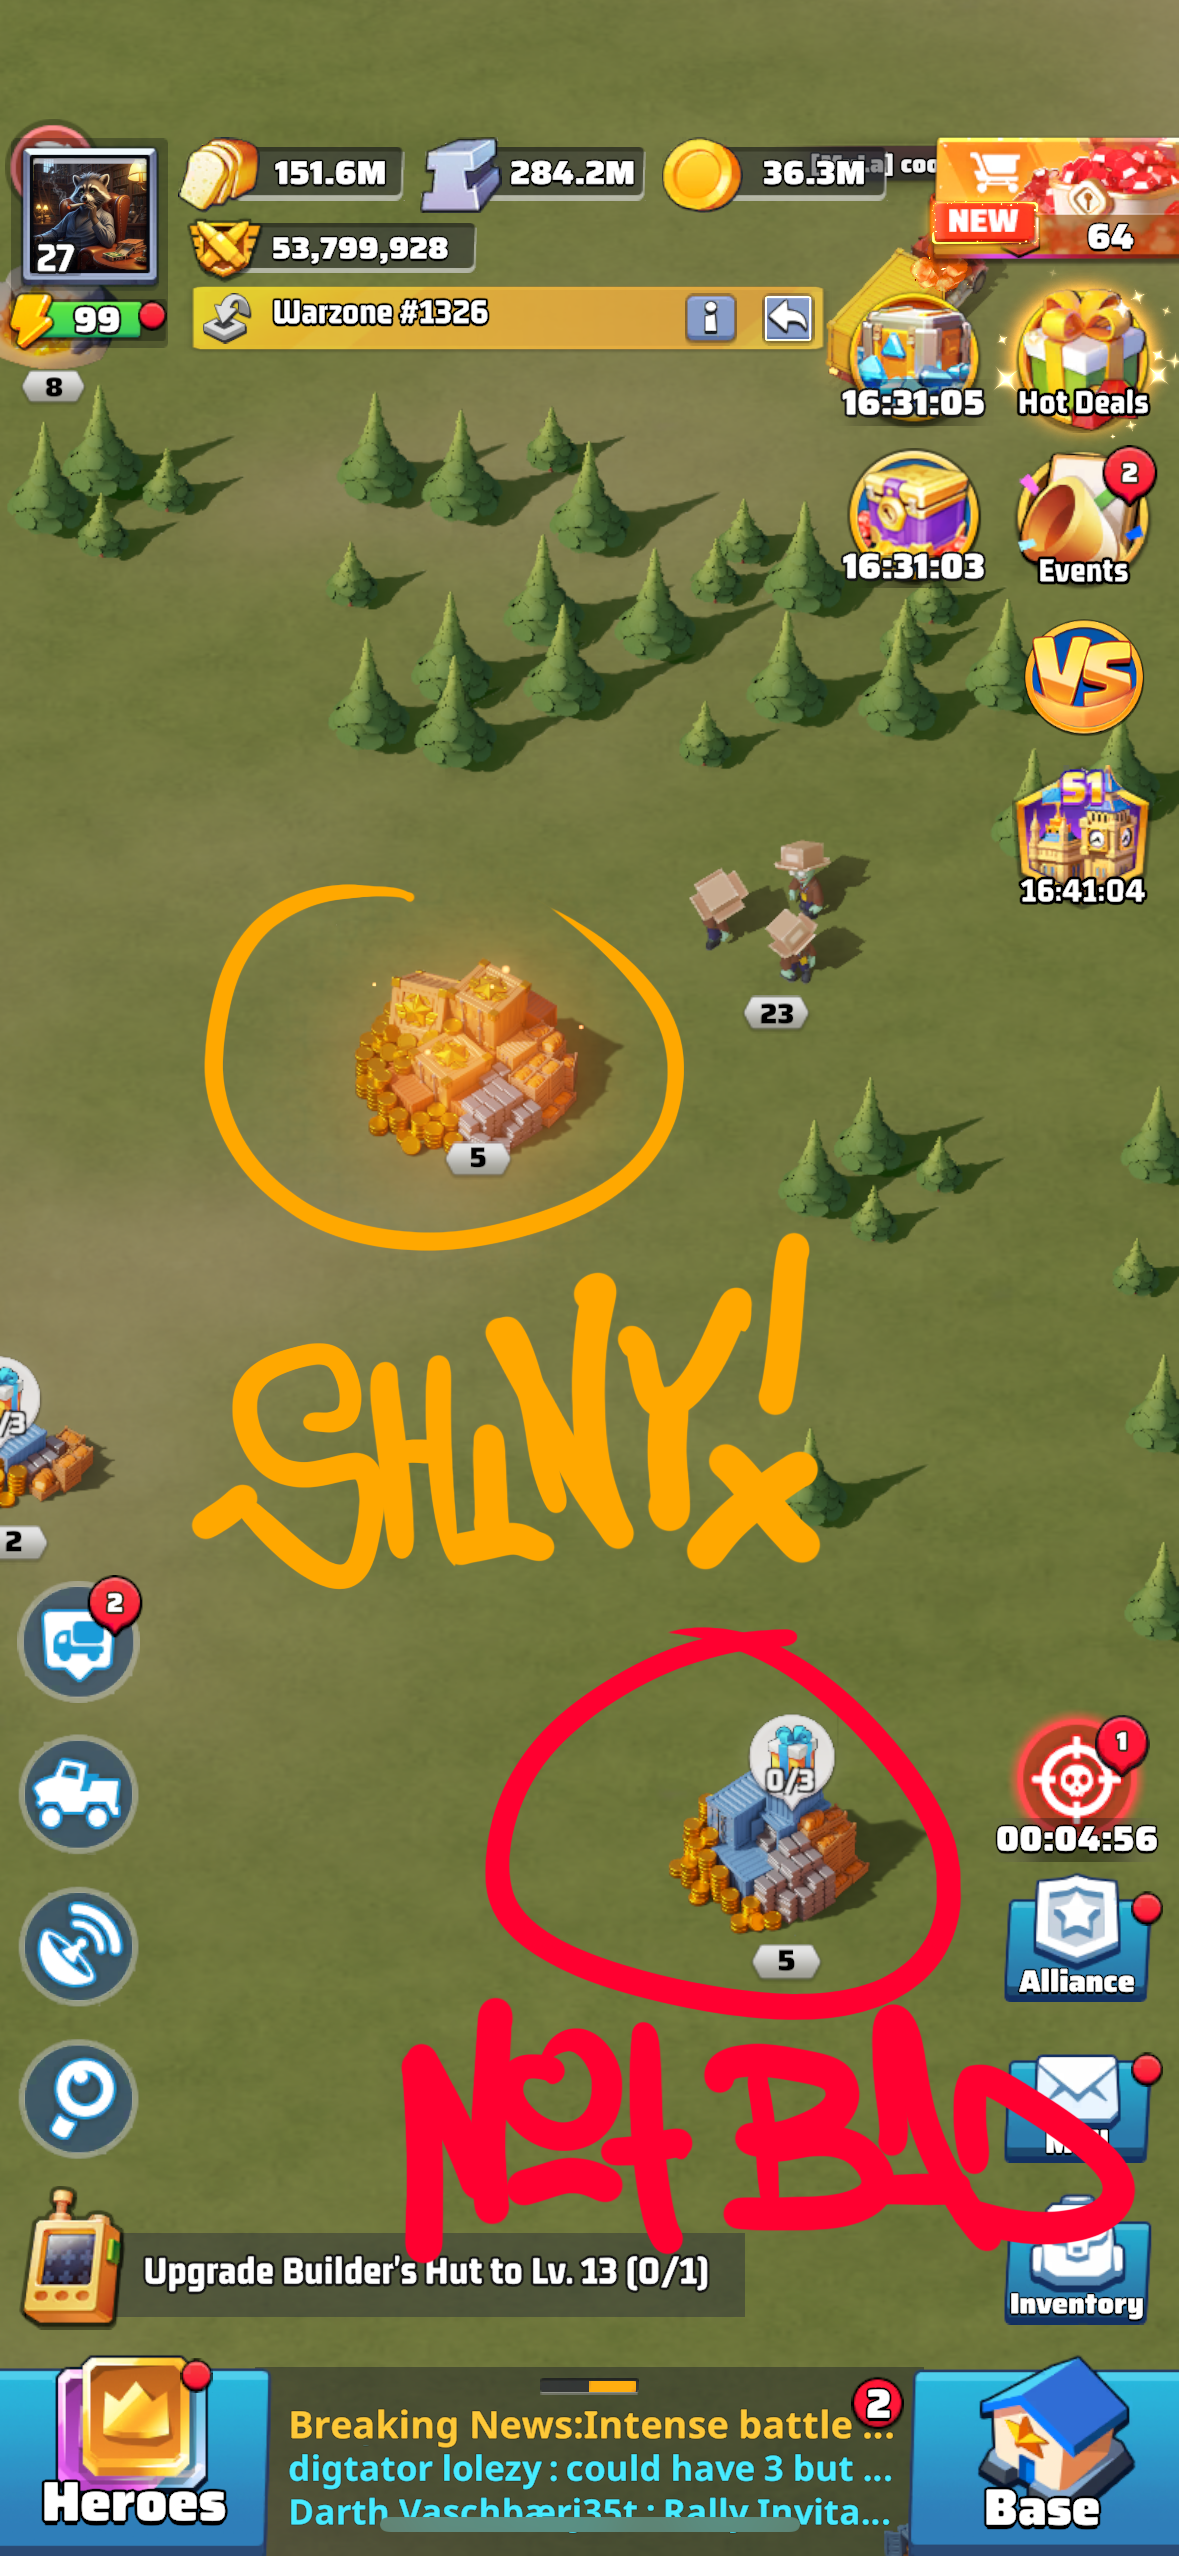 151.6M
284.2M
36.3M
] coo
NEW
64
27
53,799,928
99
Warzone #1326
8
16:31:05
Hot Deals
16:31:03
2
Events
VS
S1
16:41:04
23
5
SHINY!
/3
2
2
0/3
5
1
00:04:56
Alliance
NOT BAD
Upgrade Builder's Hut to Lv. 13 (0/1)
Inventory
Heroes
Breaking News:Intense battle ...
2
digtator lolezy : could have 3 but ...
Darth Vaschbæri35t : Rally Invita...
Base